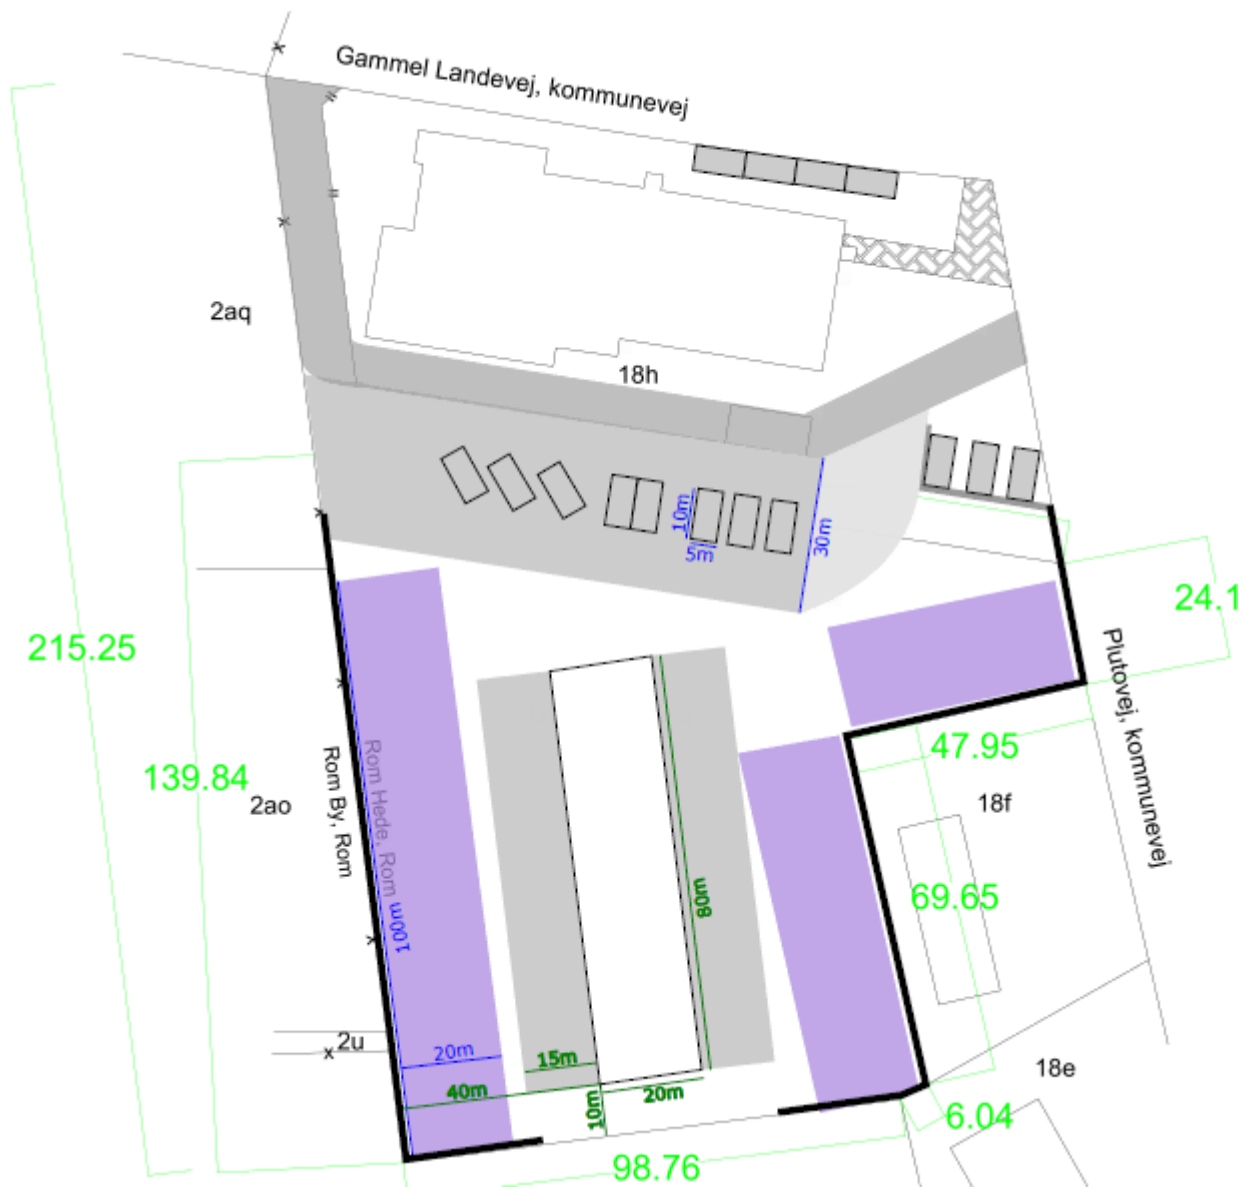 Gammel Landevej, kommunevej
2aq
18h
10m
5m
30m
24.1
215.25
Plutovej, kommunevej
47.95
139.84
2ao
Rom By, Rom
Rom Hede, Rom
100m
18f
80m
69.65
2u
20m
15m
40m
10m
20m
18e
6.04
98.76